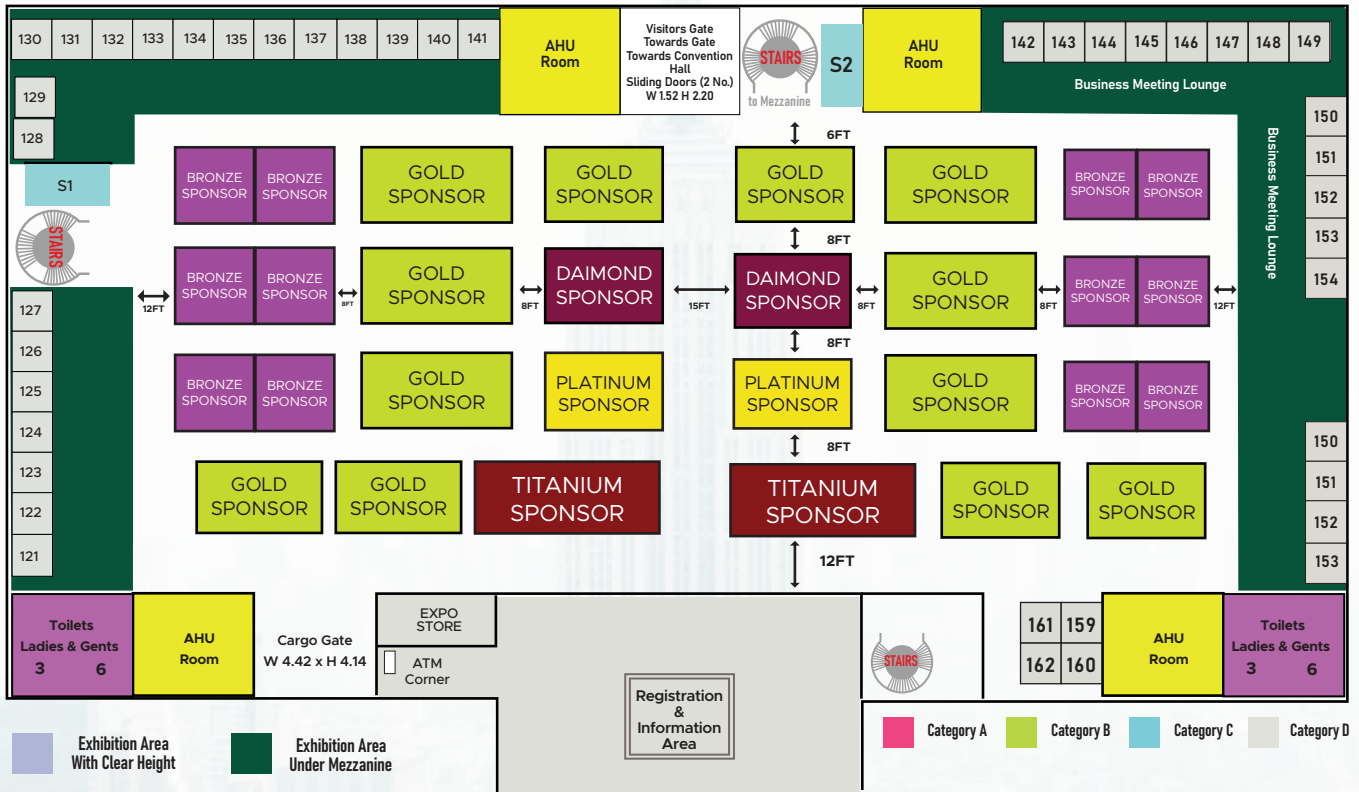 130 131 132 133 134 135 136 137 138 139 140 141
AHU
Room
Visitors Gate
Towards Gate
Towards Convention
Hall
Sliding Doors (2 No.)
W 1.52 H 2.20
STAIRS
to Mezzanine
S2
AHU
Room
142 143 144 145 146 147 148 149
Business Meeting Lounge
129
128
S1
STAIRS
6FT
150
151
152
153
154
Business Meeting Lounge
BRONZE
SPONSOR
BRONZE
SPONSOR
GOLD
SPONSOR
GOLD
SPONSOR
GOLD
SPONSOR
GOLD
SPONSOR
BRONZE
SPONSOR
BRONZE
SPONSOR
8FT
BRONZE
SPONSOR
BRONZE
SPONSOR
GOLD
SPONSOR
DAIMOND
SPONSOR
DAIMOND
SPONSOR
GOLD
SPONSOR
BRONZE
SPONSOR
BRONZE
SPONSOR
12FT
8FT
8FT
15FT
8FT
8FT
12FT
8FT
127
126
125
124
123
122
121
BRONZE
SPONSOR
BRONZE
SPONSOR
GOLD
SPONSOR
PLATINUM
SPONSOR
PLATINUM
SPONSOR
GOLD
SPONSOR
BRONZE
SPONSOR
BRONZE
SPONSOR
8FT
GOLD
SPONSOR
GOLD
SPONSOR
TITANIUM
SPONSOR
TITANIUM
SPONSOR
GOLD
SPONSOR
GOLD
SPONSOR
150
151
152
153
12FT
Toilets
Ladies & Gents
3 6
AHU
Room
Cargo Gate
W 4.42 x H 4.14
EXPO
STORE
ATM
Corner
Registration
&
Information
Area
STAIRS
161 159
162 160
AHU
Room
Toilets
Ladies & Gents
3 6
Exhibition Area
With Clear Height
Exhibition Area
Under Mezzanine
Category A
Category B
Category C
Category D